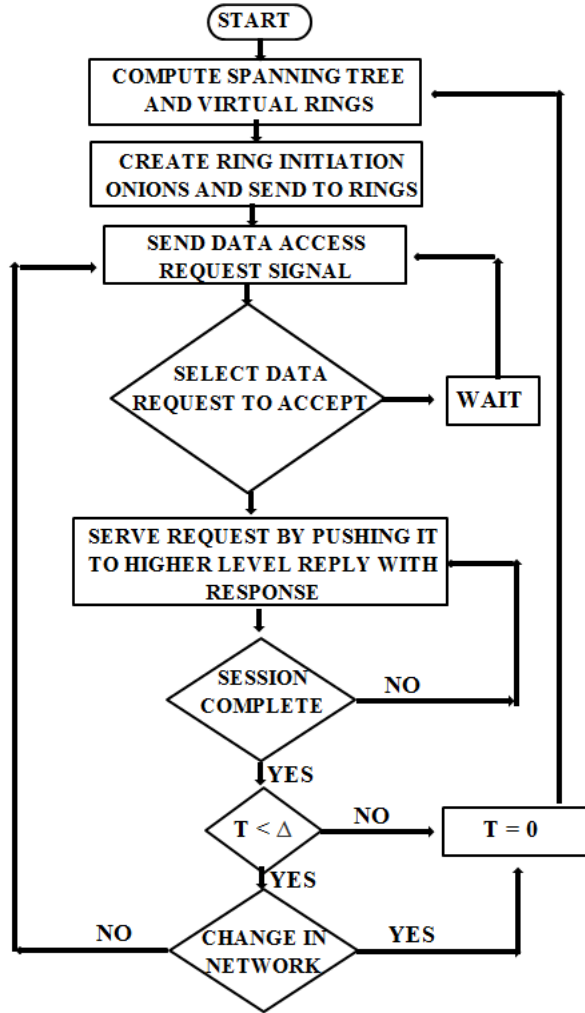 START
COMPUTE SPANNING TREE
AND VIRTUAL RINGS
CREATE RING INITIATION
ONIONS AND SEND TO RINGS
SEND DATA ACCESS
REQUEST SIGNAL
SELECT DATA
REQUEST TO ACCEPT
WAIT
SERVE REQUEST BY PUSHING IT
TO HIGHER LEVEL REPLY WITH
RESPONSE
SESSION
COMPLETE
NO
YES
T < Δ
NO
T = 0
YES
CHANGE IN
NETWORK
NO
YES